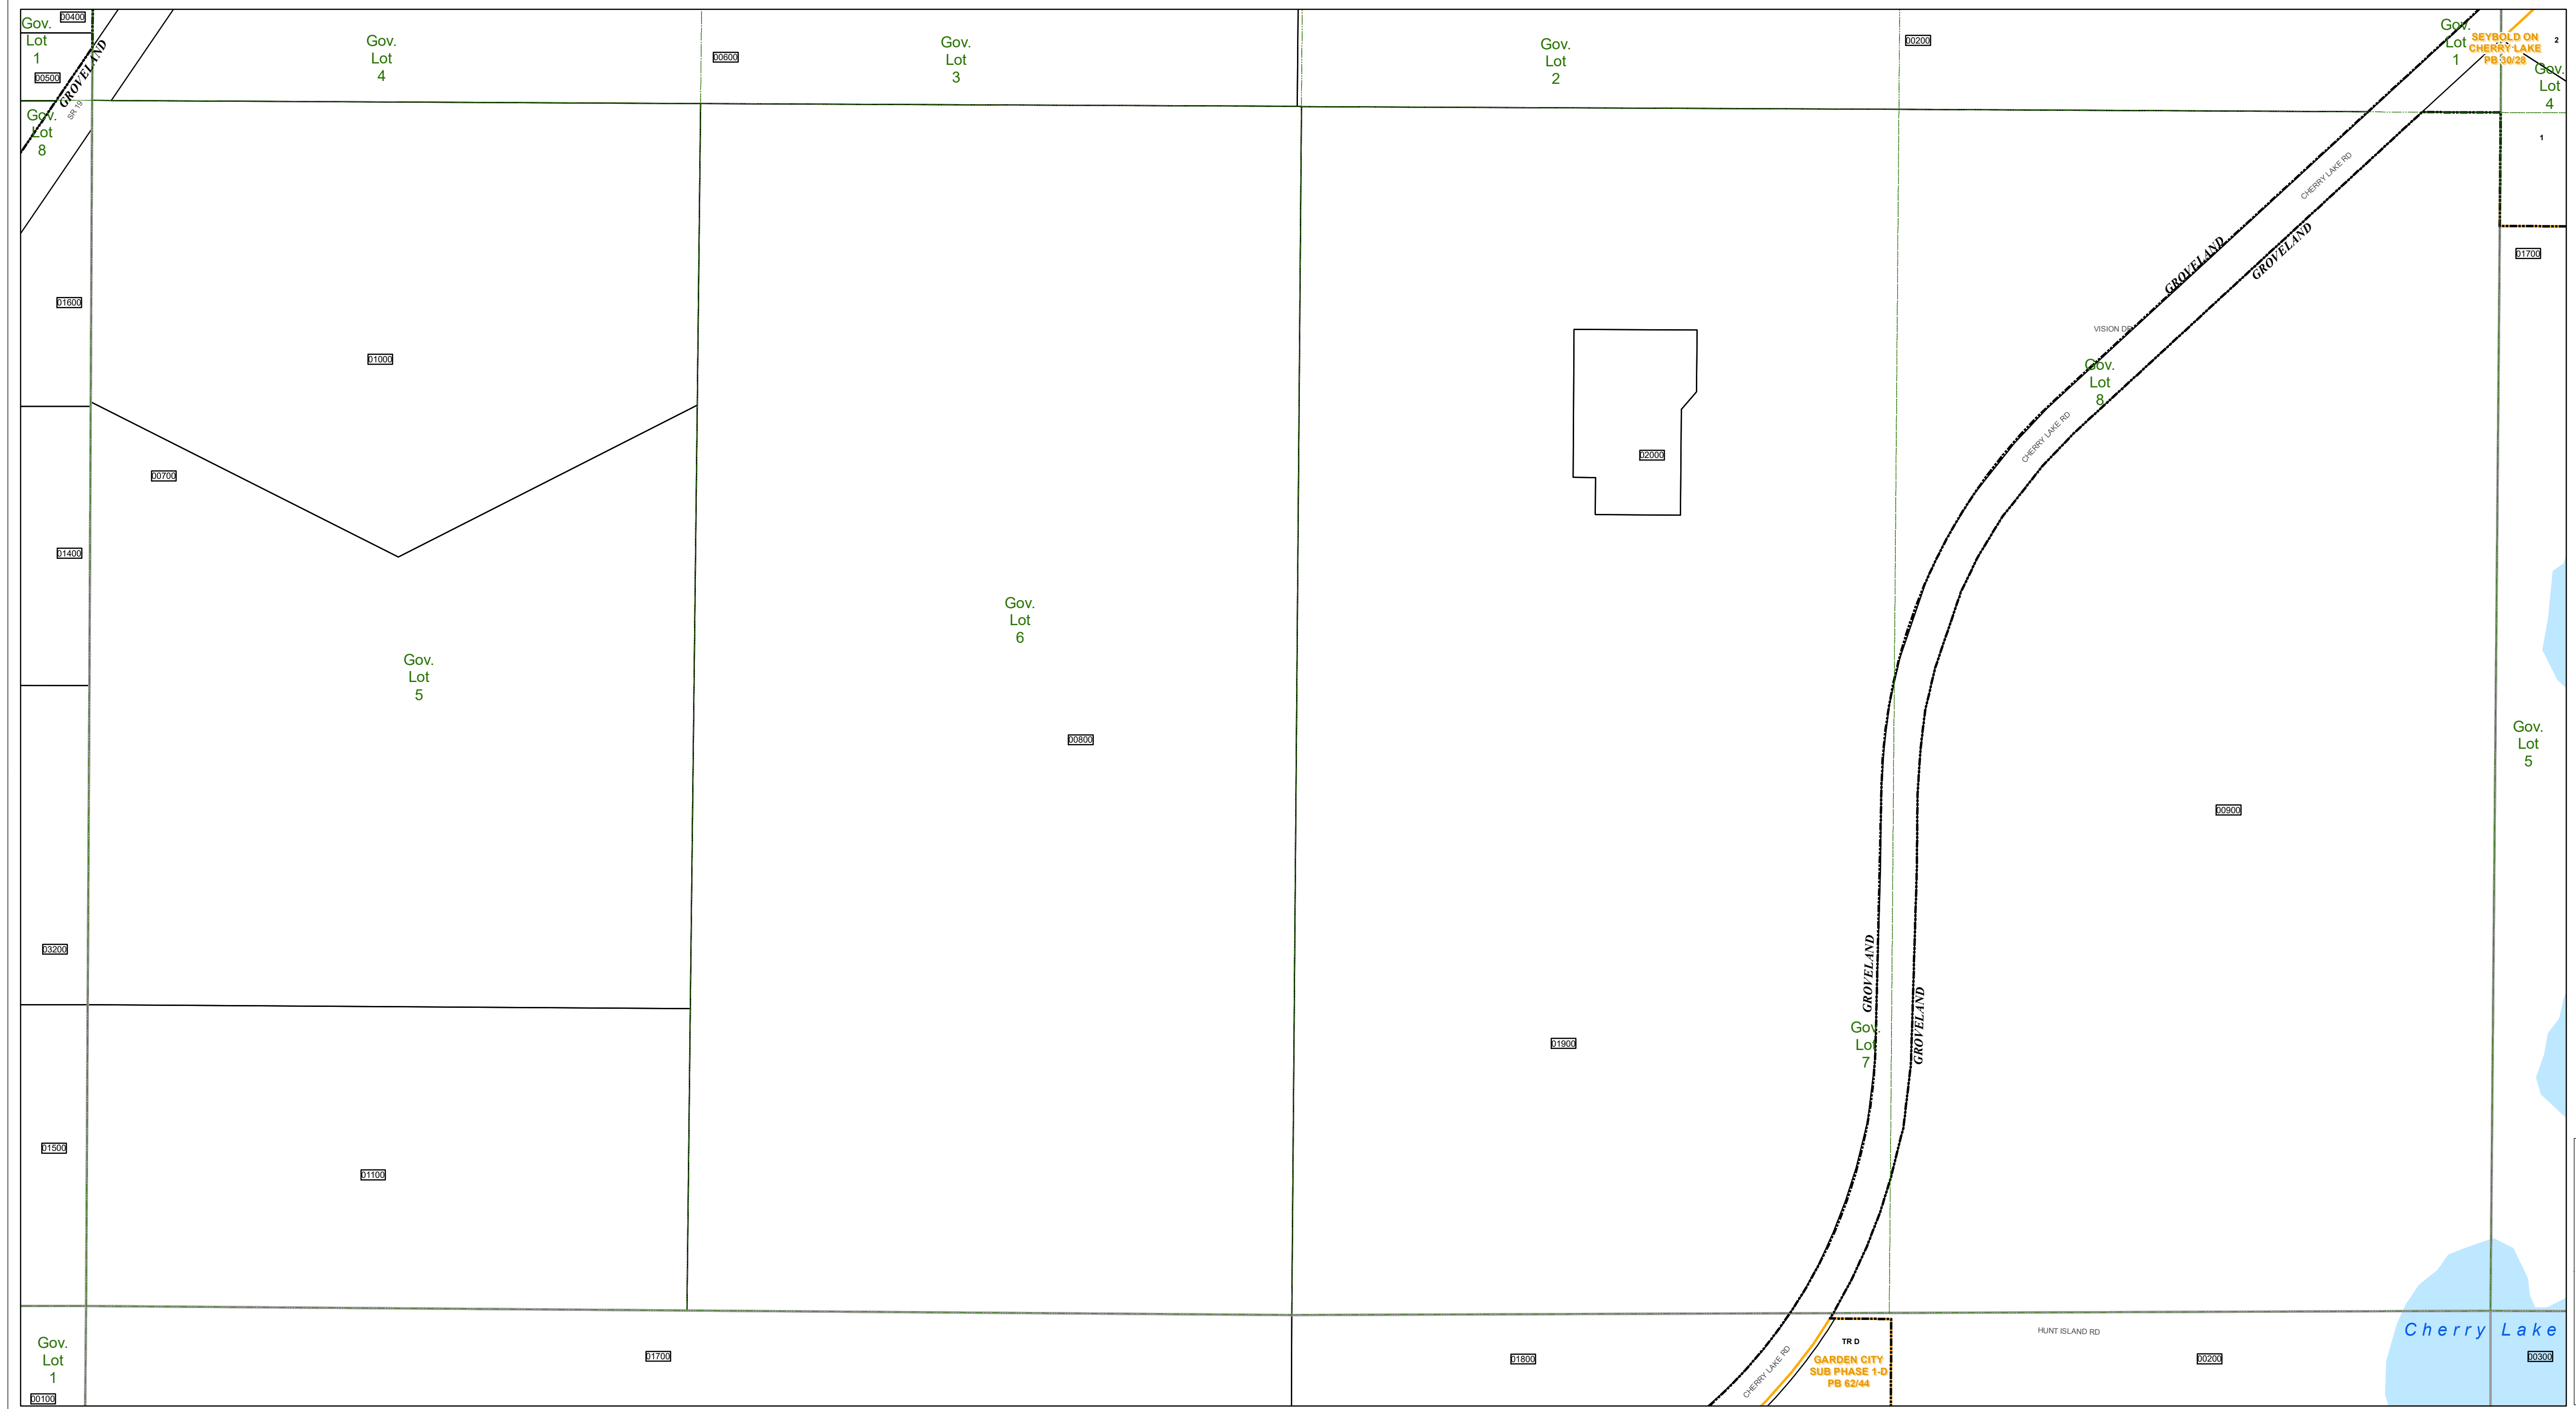 Gov.
Lot
1
00400
00500
GROVELAND
SR 19
Gov.
Lot
8
Gov.
Lot
4
00600
Gov.
Lot
3
Gov.
Lot
2
00200
Gov.
Lot
1
SEYBOLD ON
CHERRY LAKE
PB 30/28
2
Gov.
Lot
4
1
01700
CHERRY LAKE RD
GROVELAND
GROVELAND
VISION DR
Gov.
Lot
8
CHERRY LAKE RD
01600
01000
00700
02000
01400
Gov.
Lot
5
Gov.
Lot
6
00800
Gov.
Lot
5
00900
03200
GROVELAND
GROVELAND
01900
Gov.
Lot
7
01500
01100
Gov.
Lot
1
00100
01700
01800
CHERRY LAKE RD
TR D
GARDEN CITY
SUB PHASE 1-D
PB 62/44
HUNT ISLAND RD
00200
Cherry Lake
00300